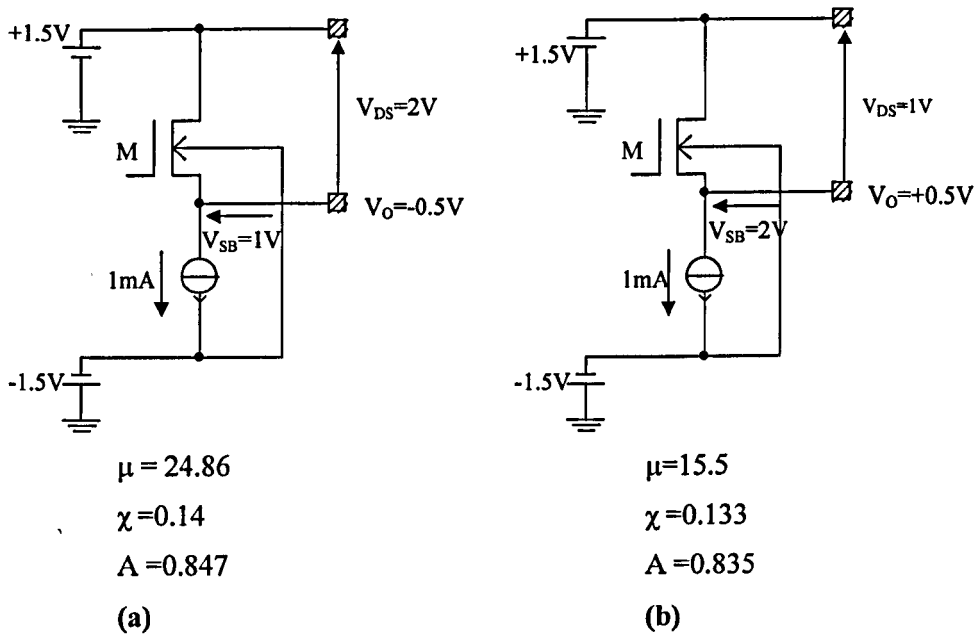 +1.5V
V_DS=2V
M
V_O=-0.5V
V_SB=1V
1mA
-1.5V
μ = 24.86
χ =0.14
A =0.847
(a)
+1.5V
V_DS=1V
M
V_O=+0.5V
V_SB=2V
1mA
-1.5V
μ=15.5
χ =0.133
A =0.835
(b)